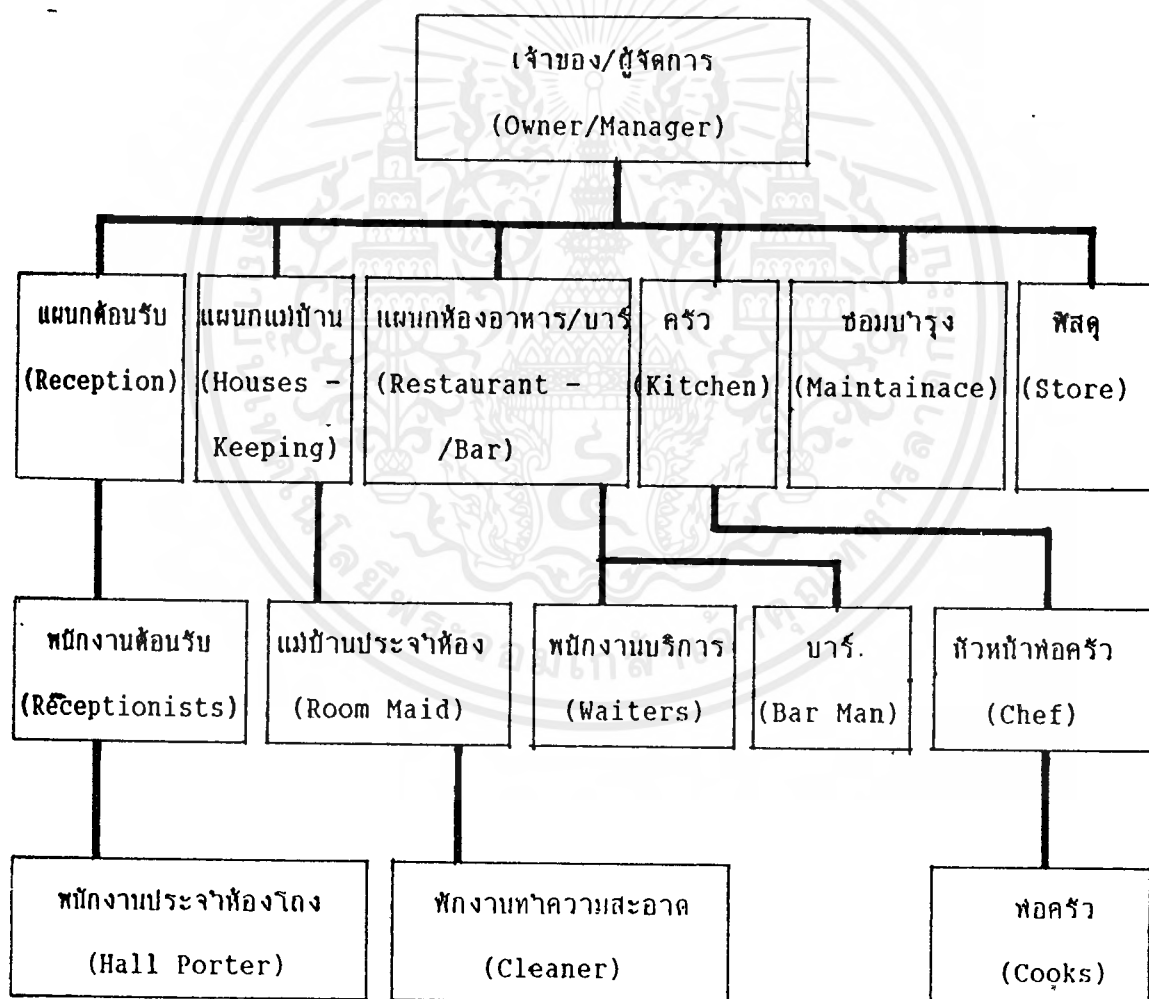 เจ้าของ/ผู้จัดการ
(Owner/Manager)
แผนกต้อนรับ
(Reception)
แผนกแม่บ้าน
(Houses -
Keeping)
แผนกห้องอาหาร/บาร์
(Restaurant -
/Bar)
ครัว
(Kitchen)
ซ่อมบำรุง
(Maintainace)
พัสดุ
(Store)
พนักงานต้อนรับ
(Receptionists)
แม่บ้านประจำห้อง
(Room Maid)
พนักงานบริการ
(Waiters)
บาร์.
(Bar Man)
หัวหน้าพ่อครัว
(Chef)
พนักงานประจำห้องโถง
(Hall Porter)
พักงานทำความสะอาด
(Cleaner)
พ่อครัว
(Cooks)